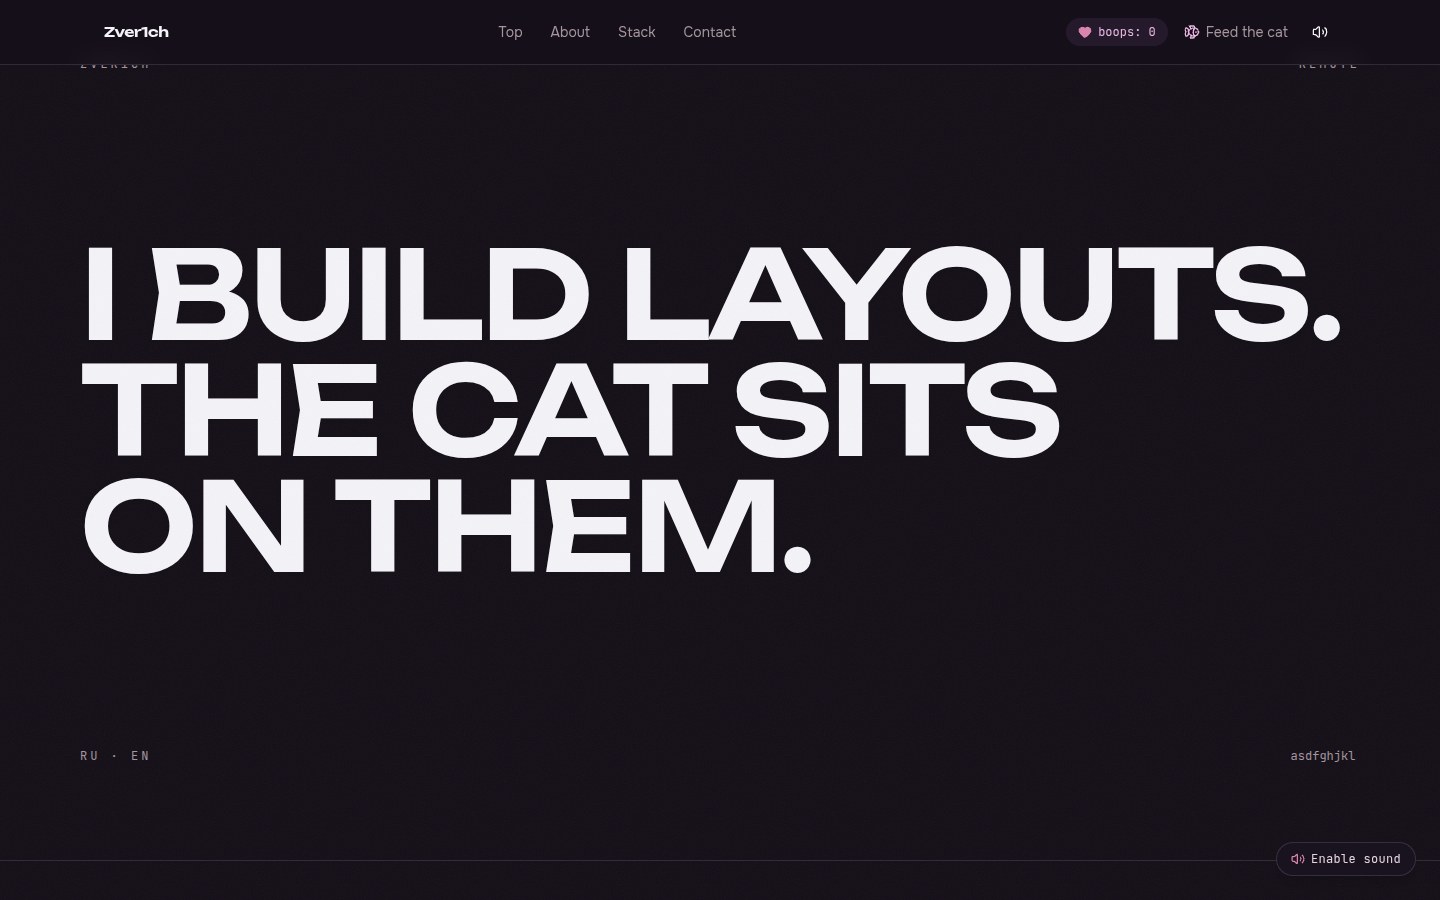 Zver1ch
Top About Stack Contact
boops: 0 Feed the cat
I BUILD LAYOUTS.
THE CAT SITS
ON THEM.
RU · EN
asdfghjkl
Enable sound